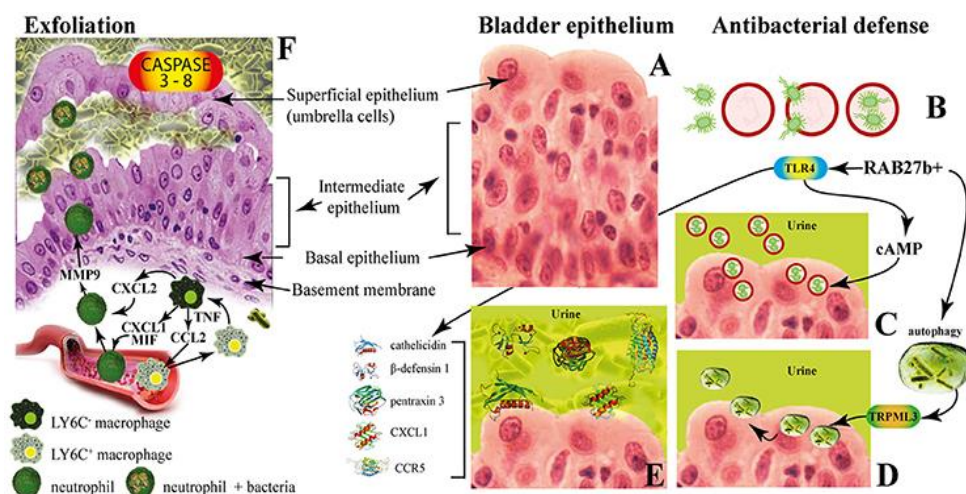 Exfoliation
Bladder epithelium
Antibacterial defense
F
CASPASE
3 - 8
MMP9
CXCL2
CXCL1
MIF
CCL2
TNF
LY6C⁻ macrophage
LY6C⁺ macrophage
neutrophil
neutrophil + bacteria
Superficial epithelium
(umbrella cells)
Intermediate
epithelium
Basal epithelium
Basement membrane
A
cathelicidin
β-defensin 1
pentraxin 3
CXCL1
CCR5
Urine
E
B
TLR4
RAB27b+
Urine
cAMP
C
autophagy
Urine
TRPML3
D